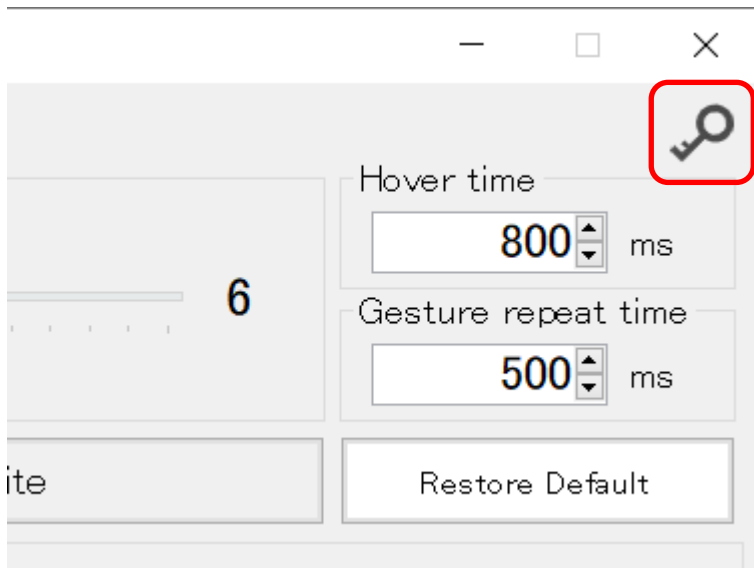 Hover time
800 ms
6
Gesture repeat time
500 ms
ite
Restore Default